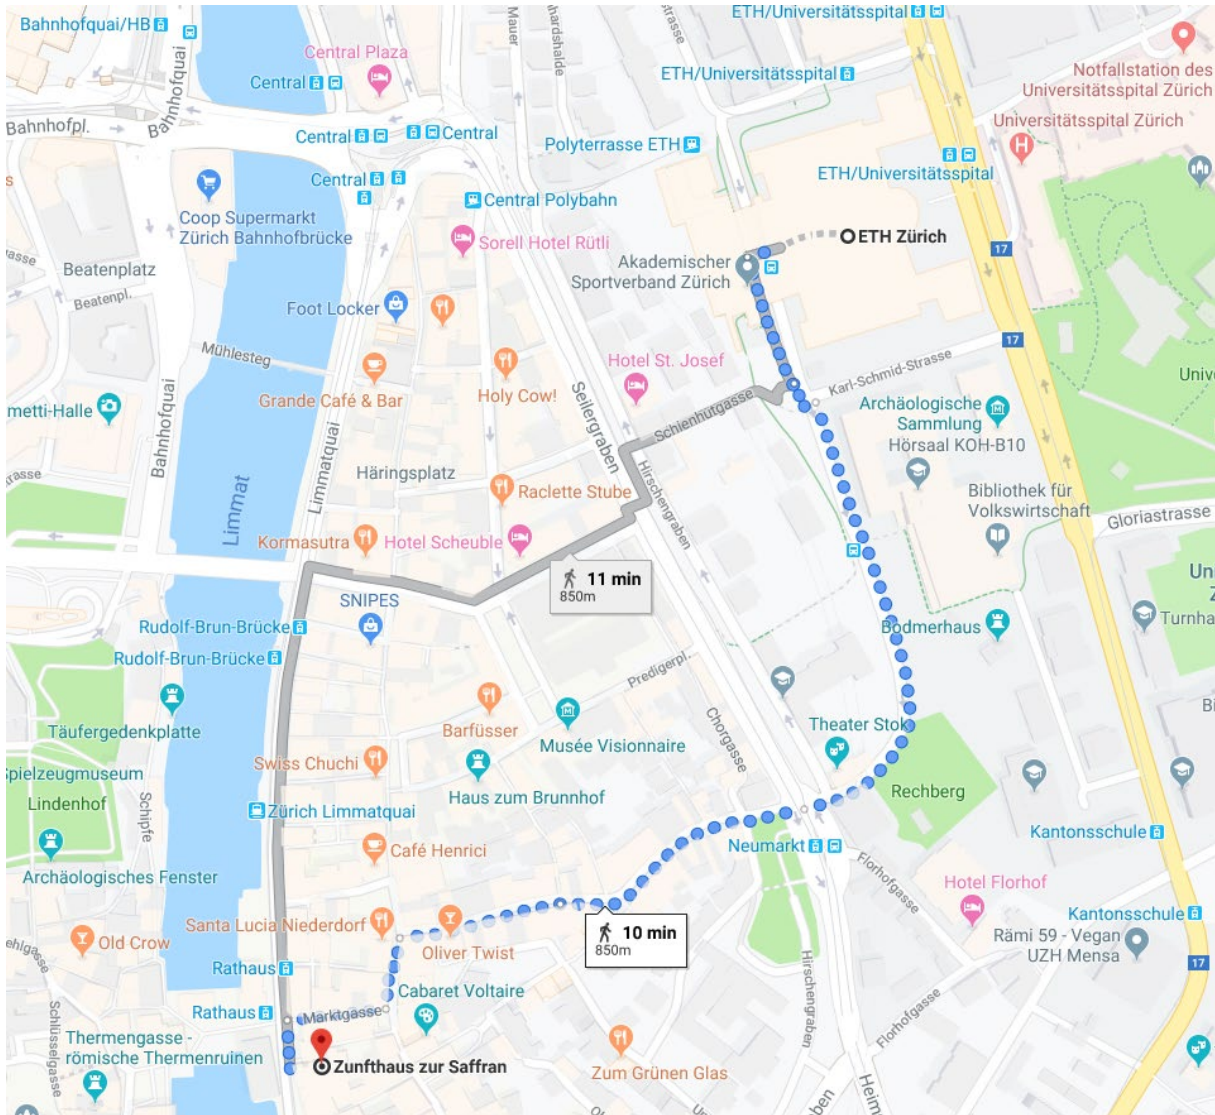 ETH/Universitätsspital
Bahnhofquai/HB
Mauer
Central Plaza
ETH/Universitätsspital
Notfallstation des
Universitätsspital Zürich
Central
Universitätsspital Zürich
Bahnhofpl.
Bahnhofquai
Central
Central
Polyterrasse ETH
ETH/Universitätsspital
Central
Central Polybahn
Coop Supermarkt
Zürich Bahnhofbrücke
Sorell Hotel Rütli
ETH Zürich
17
Beatenplatz
Akademischer
Sportverband Zürich
Beatenpl.
Foot Locker
17
Mühlesteg
Hotel St. Josef
Karl-Schmid-Strasse
Holy Cow!
Grande Café & Bar
Seilergraben
Schienhutgasse
Archäologische
Sammlung
metti-Halle
Bahnhofquai
Limmatquai
Hörsaal KOH-B10
Häringsplatz
Hirschengraben
Raclette Stube
Bibliothek für
Volkswirtschaft
Limmat
Gloriastrasse
Kormasutra
Hotel Scheuble
11 min
850m
SNIPES
Rudolf-Brun-Brücke
Bodmerhaus
Turnha
Rudolf-Brun-Brücke
Predigerpl.
Täufergedenkplatte
Barfüsser
Musée Visionnaire
Chorgasse
Theater Stok
Swiss Chuchi
Spielzeugmuseum
Lindenhof
Schipfe
Haus zum Brunnhof
Rechberg
Zürich Limmatquai
Kantonsschule
Neumarkt
Café Henrici
Florhofgasse
Archäologisches Fenster
Hotel Florhof
Kantonsschule
Santa Lucia Niederdorf
10 min
850m
Old Crow
Oliver Twist
Rämi 59 - Vegan
UZH Mensa
17
Rathaus
Hirschengraben
Cabaret Voltaire
Rathaus
Marktgasse
Florhofgasse
Schlüsselgasse
Thermengasse -
römische Thermenruinen
Zunfthaus zur Saffran
Zum Grünen Glas